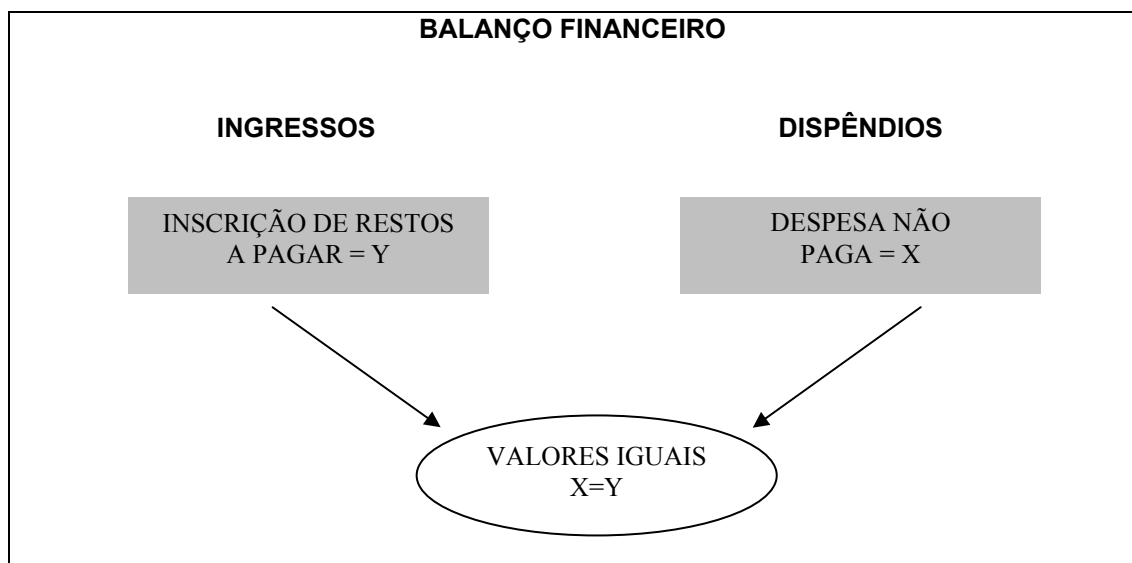 BALANÇO FINANCEIRO
INGRESSOS
DISPÊNDIOS
INSCRIÇÃO DE RESTOS
A PAGAR = Y
DESPESA NÃO
PAGA = X
VALORES IGUAIS
X=Y